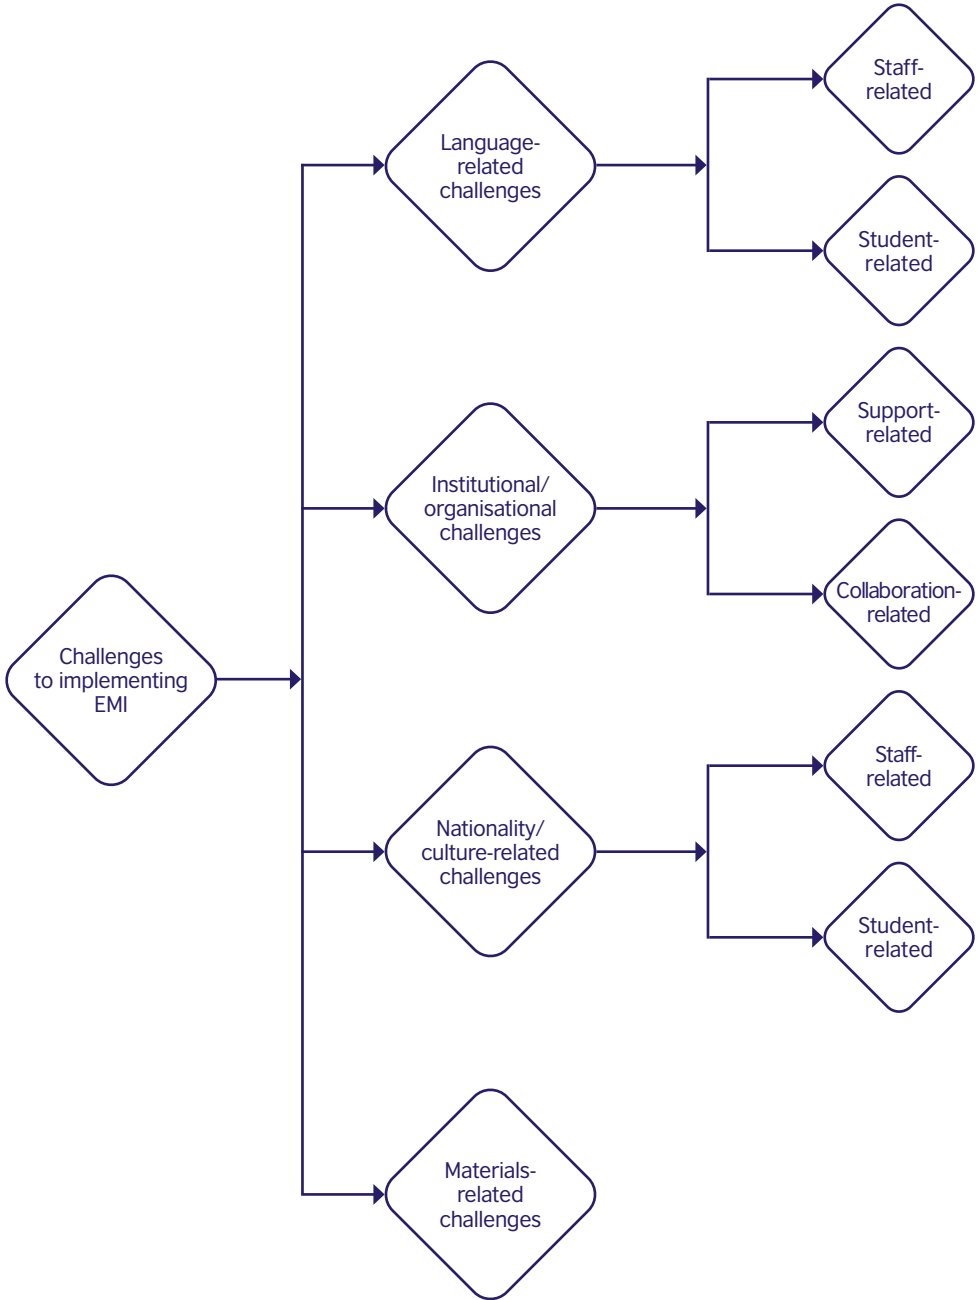 Challenges
to implementing
EMI
Language-
related
challenges
Staff-
related
Student-
related
Institutional/
organisational
challenges
Support-
related
Collaboration-
related
Nationality/
culture-related
challenges
Staff-
related
Student-
related
Materials-
related
challenges